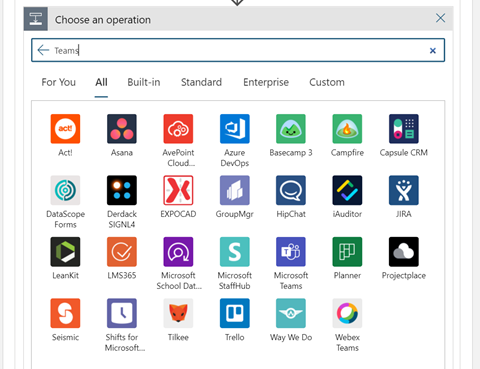 Choose an operation
Teams
For You All Built-in Standard Enterprise Custom
act!
Act! Asana AvePoint Cloud... Azure DevOps Basecamp 3 Campfire Capsule CRM
DataScope Forms Derdack SIGNL4 EXPOCAD GroupMgr HipChat iAuditor JIRA
LeanKit LMS365 Microsoft School Dat... Microsoft StaffHub Microsoft Teams Planner Projectplace
Seismic Shifts for Microsoft... Tilkee Trello Way We Do Webex Teams